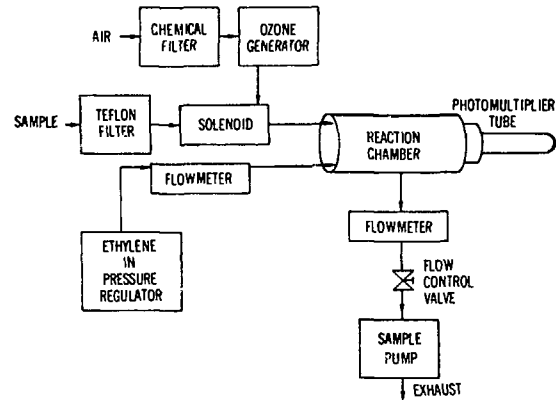 AIR
CHEMICAL
FILTER
OZONE
GENERATOR
SAMPLE
TEFLON
FILTER
SOLENOID
REACTION
CHAMBER
PHOTOMULTIPLIER
TUBE
FLOWMETER
ETHYLENE
IN
PRESSURE
REGULATOR
FLOWMETER
FLOW
CONTROL
VALVE
SAMPLE
PUMP
EXHAUST